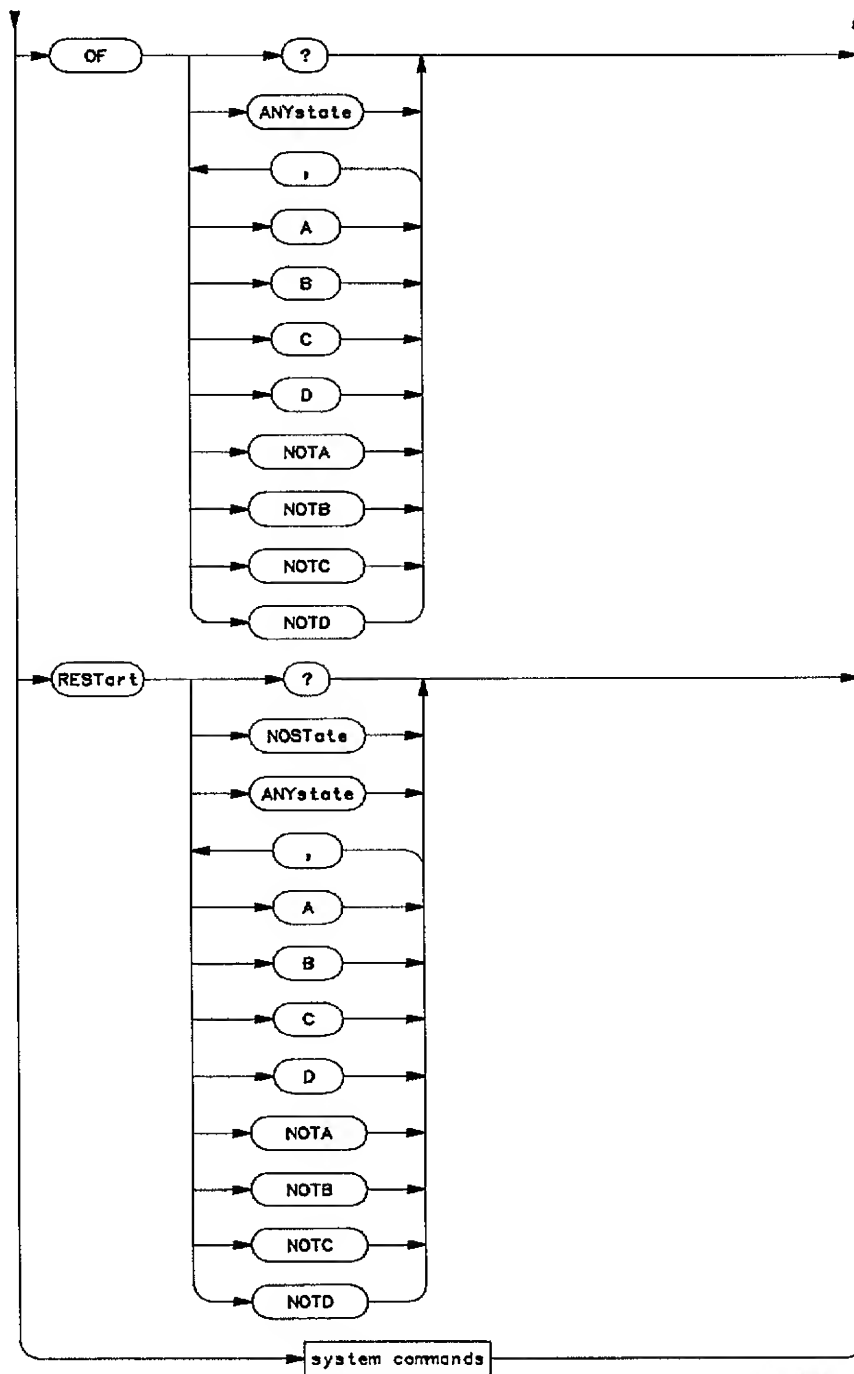 OF ?
ANYstate
,
A
B
C
D
NOTA
NOTB
NOTC
NOTD
RESTart ?
NOSTate
ANYstate
,
A
B
C
D
NOTA
NOTB
NOTC
NOTD
system commands